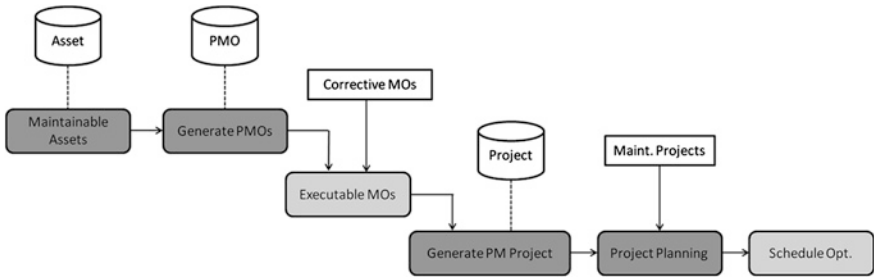 Asset
PMO
Corrective MOs
Maintainable
Assets
Generate PMOs
Project
Maint. Projects
Executable MOs
Generate PM Project
Project Planning
Schedule Opt.